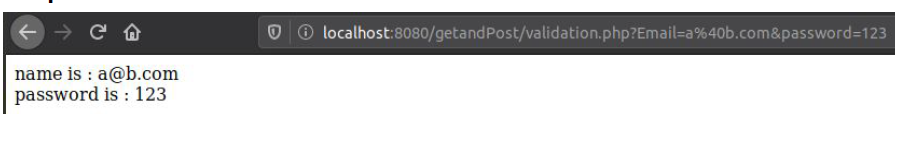 localhost:8080/getandPost/validation.php?Email=a%40b.com&password=123
name is : a@b.com
password is : 123